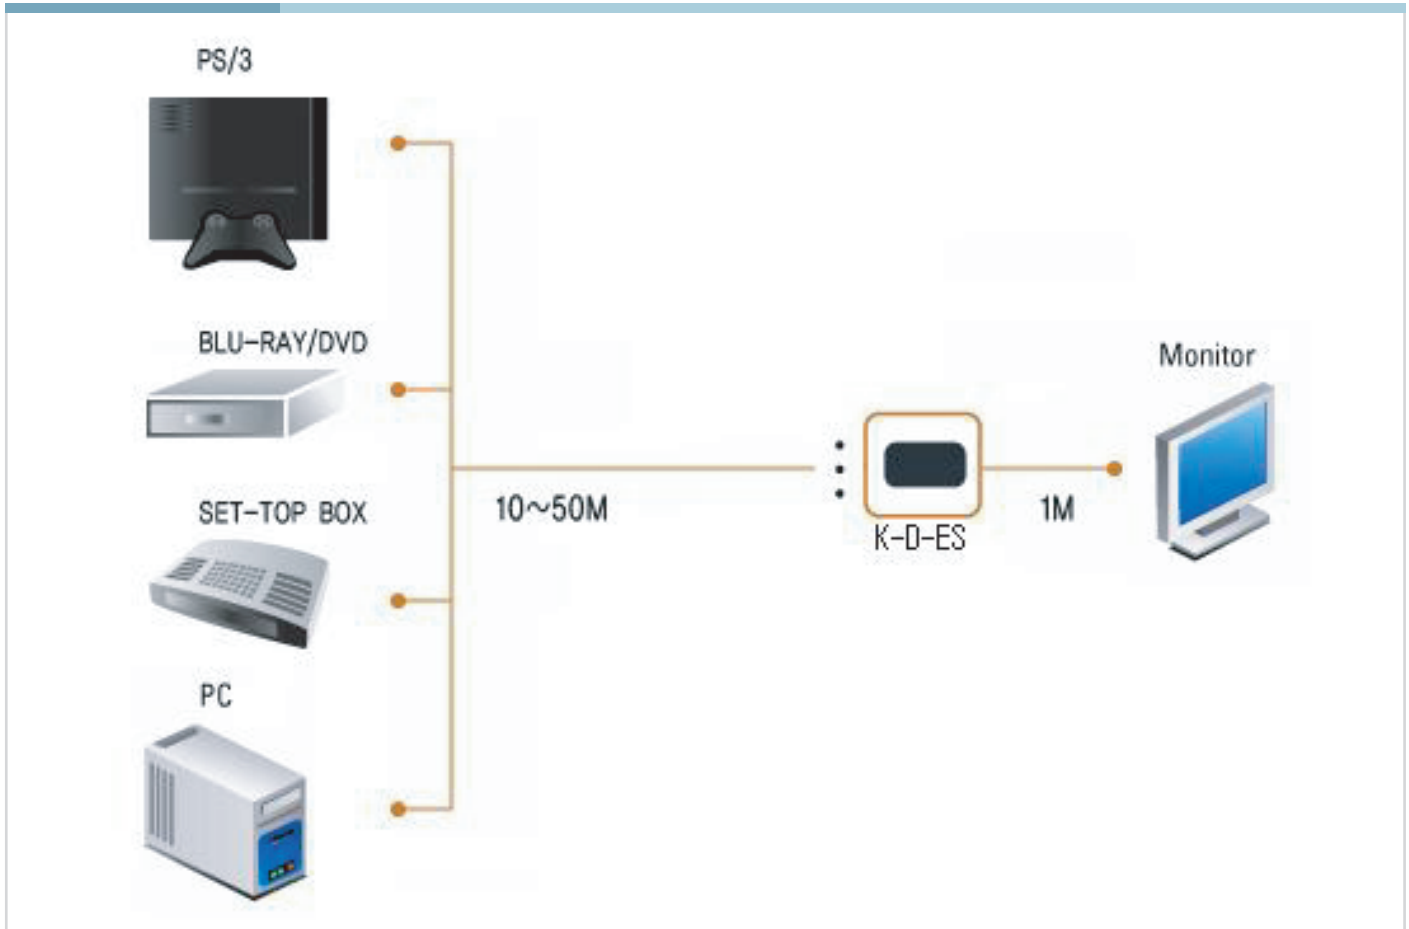 PS/3
BLU-RAY/DVD
SET-TOP BOX
PC
10~50M
K-D-ES
1M
Monitor